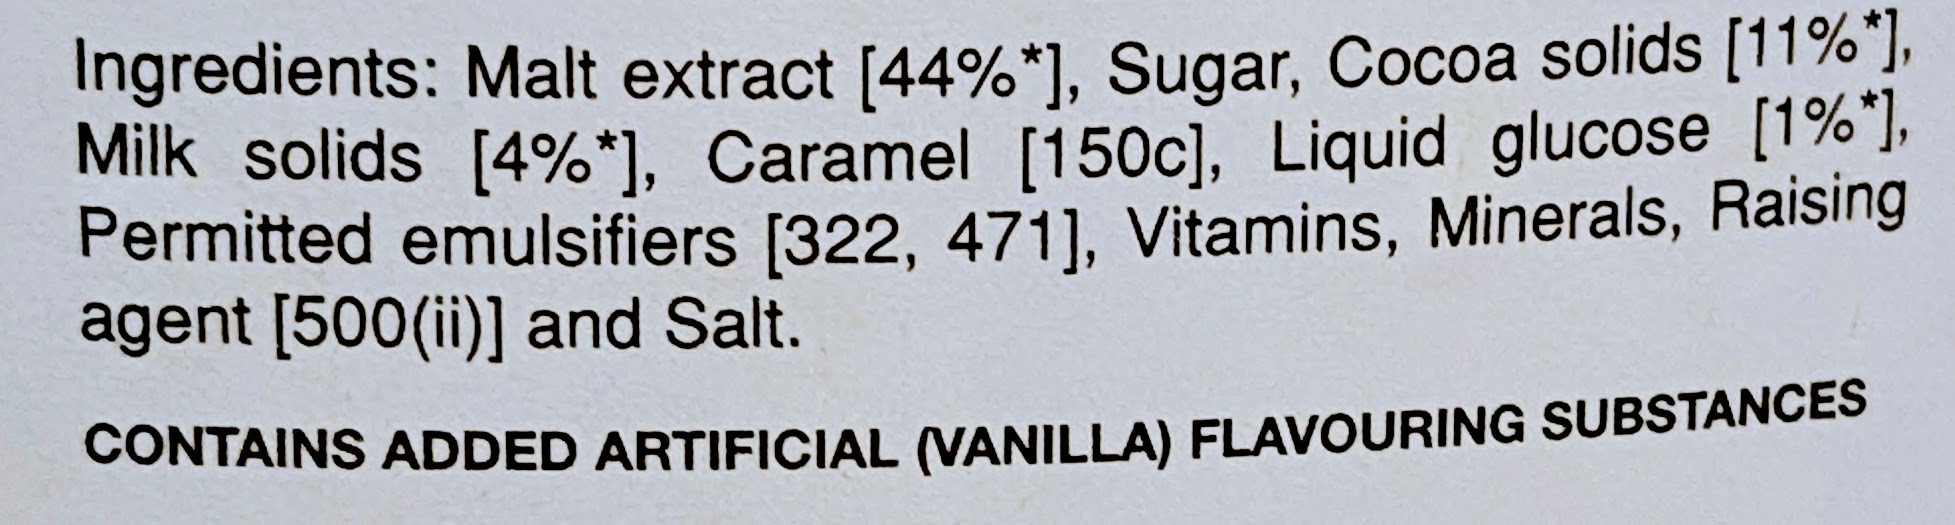 Ingredients: Malt extract [44%*], Sugar, Cocoa solids [11%*],
Milk solids [4%*], Caramel [150c], Liquid glucose [1%*],
Permitted emulsifiers [322, 471], Vitamins, Minerals, Raising
agent [500(ii)] and Salt.
CONTAINS ADDED ARTIFICIAL (VANILLA) FLAVOURING SUBSTANCES